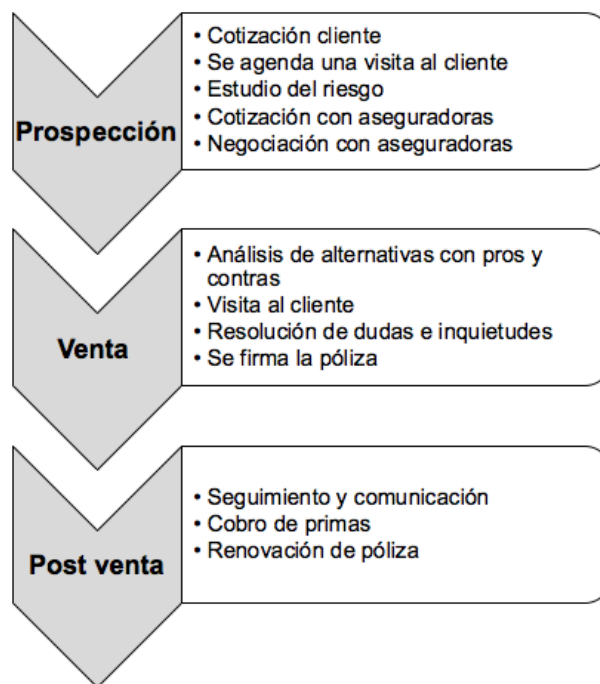 Prospección
• Cotización cliente
• Se agenda una visita al cliente
• Estudio del riesgo
• Cotización con aseguradoras
• Negociación con aseguradoras
Venta
• Análisis de alternativas con pros y
contras
• Visita al cliente
• Resolución de dudas e inquietudes
• Se firma la póliza
Post venta
• Seguimiento y comunicación
• Cobro de primas
• Renovación de póliza